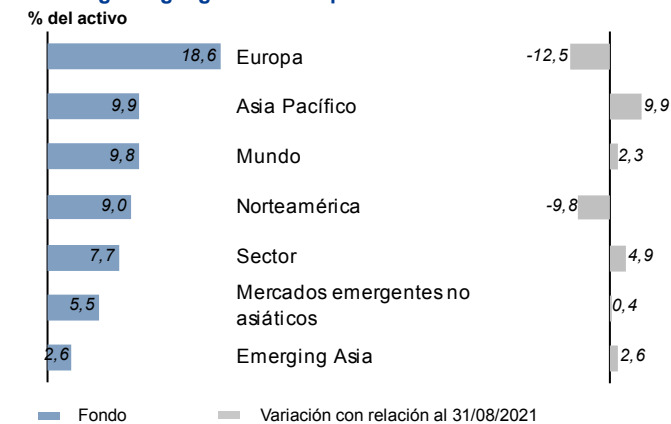 % del activo
18,6 Europa -12,5
9,9 Asia Pacífico 9,9
9,8 Mundo 2,3
9,0 Norteamérica -9,8
7,7 Sector 4,9
5,5 Mercados emergentes no asiáticos 0,4
2,6 Emerging Asia 2,6
Fondo Variación con relación al 31/08/2021